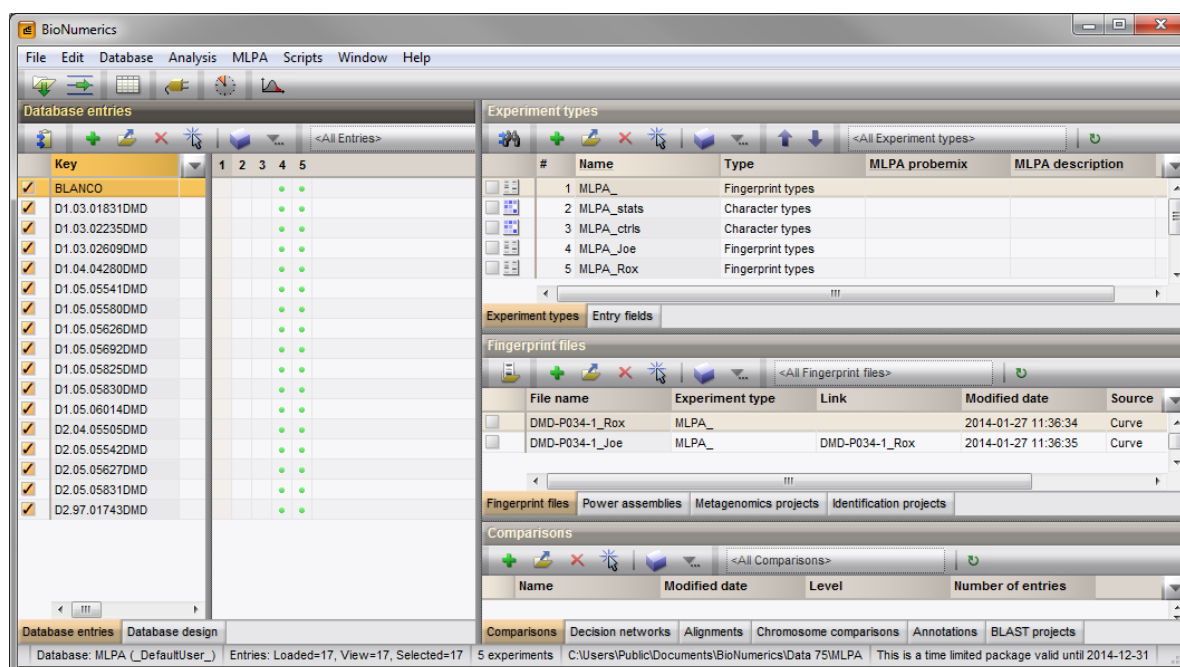 BioNumerics
File Edit Database Analysis MLPA Scripts Window Help
Database entries
<All Entries>
Key 1 2 3 4 5
BLANCO
D1.03.01831DMD
D1.03.02235DMD
D1.03.02609DMD
D1.04.04280DMD
D1.05.05541DMD
D1.05.05580DMD
D1.05.05626DMD
D1.05.05692DMD
D1.05.05825DMD
D1.05.05830DMD
D1.05.06014DMD
D2.04.05505DMD
D2.05.05542DMD
D2.05.05627DMD
D2.05.05831DMD
D2.97.01743DMD
Database entries Database design
Experiment types
<All Experiment types>
# Name Type MLPA probemix MLPA description
1 MLPA_ Fingerprint types
2 MLPA_stats Character types
3 MLPA_ctrls Character types
4 MLPA_Joe Fingerprint types
5 MLPA_Rox Fingerprint types
Experiment types Entry fields
Fingerprint files
<All Fingerprint files>
File name Experiment type Link Modified date Source
DMD-P034-1_Rox MLPA_ 2014-01-27 11:36:34 Curve
DMD-P034-1_Joe MLPA_ DMD-P034-1_Rox 2014-01-27 11:36:35 Curve
Fingerprint files Power assemblies Metagenomics projects Identification projects
Comparisons
<All Comparisons>
Name Modified date Level Number of entries
Comparisons Decision networks Alignments Chromosome comparisons Annotations BLAST projects
Database: MLPA (_DefaultUser_) Entries: Loaded=17, View=17, Selected=17 5 experiments C:\Users\Public\Documents\BioNumerics\Data 75\MLPA This is a time limited package valid until 2014-12-31